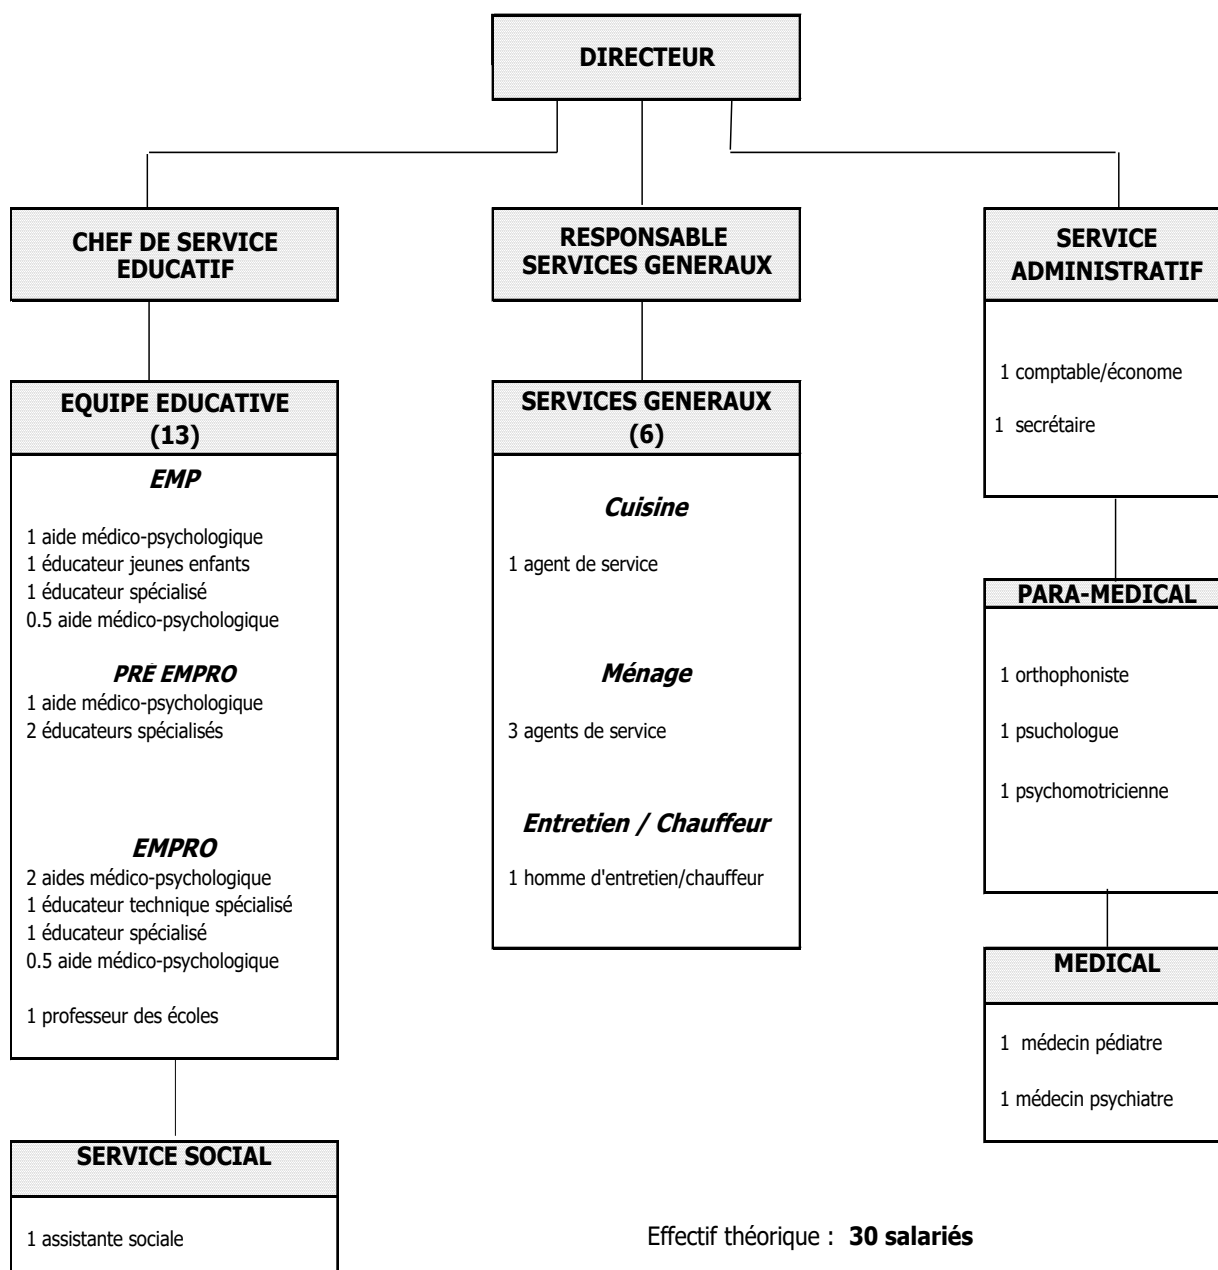 DIRECTEUR
CHEF DE SERVICE
EDUCATIF
RESPONSABLE
SERVICES GENERAUX
SERVICE
ADMINISTRATIF
1 comptable/économe
1 secrétaire
EQUIPE EDUCATIVE
(13)
EMP
1 aide médico-psychologique
1 éducateur jeunes enfants
1 éducateur spécialisé
0.5 aide médico-psychologique
PRÉ EMPRO
1 aide médico-psychologique
2 éducateurs spécialisés
EMPRO
2 aides médico-psychologique
1 éducateur technique spécialisé
1 éducateur spécialisé
0.5 aide médico-psychologique
1 professeur des écoles
SERVICES GENERAUX
(6)
Cuisine
1 agent de service
Ménage
3 agents de service
Entretien / Chauffeur
1 homme d'entretien/chauffeur
PARA-MEDICAL
1 orthophoniste
1 psuchologue
1 psychomotricienne
MEDICAL
1 médecin pédiatre
1 médecin psychiatre
SERVICE SOCIAL
1 assistante sociale
Effectif théorique : 30 salariés